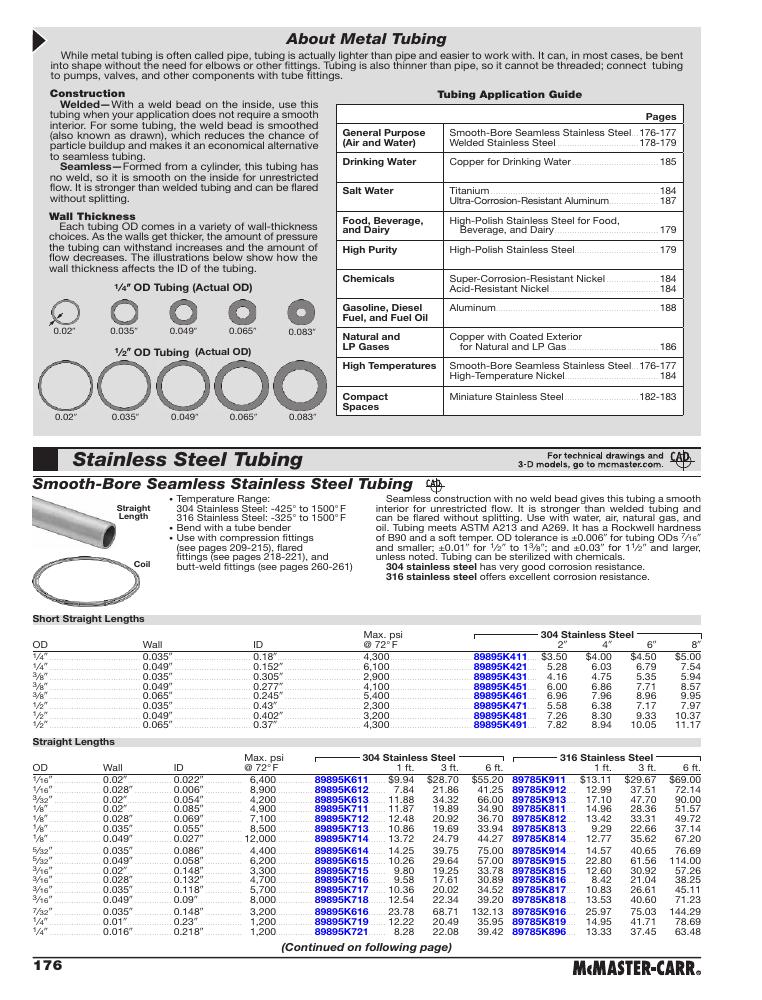 About Metal Tubing
While metal tubing is often called pipe, tubing is actually lighter than pipe and easier to work with. It can, in most cases, be bent
into shape without the need for elbows or other fittings. Tubing is also thinner than pipe, so it cannot be threaded; connect tubing
to pumps, valves, and other components with tube fittings.
Construction
Welded—With a weld bead on the inside, use this
tubing when your application does not require a smooth
interior. For some tubing, the weld bead is smoothed
(also known as drawn), which reduces the chance of
particle buildup and makes it an economical alternative
to seamless tubing.
Seamless—Formed from a cylinder, this tubing has
no weld, so it is smooth on the inside for unrestricted
flow. It is stronger than welded tubing and can be flared
without splitting.
Wall Thickness
Each tubing OD comes in a variety of wall-thickness
choices. As the walls get thicker, the amount of pressure
the tubing can withstand increases and the amount of
flow decreases. The illustrations below show how the
wall thickness affects the ID of the tubing.
1/4" OD Tubing (Actual OD)
0.02" 0.035" 0.049" 0.065" 0.083"
1/2" OD Tubing (Actual OD)
0.02" 0.035" 0.049" 0.065" 0.083"
Tubing Application Guide
Pages
General Purpose Smooth-Bore Seamless Stainless Steel 176-177
(Air and Water) Welded Stainless Steel 178-179
Drinking Water Copper for Drinking Water 185
Salt Water Titanium 184
Ultra-Corrosion-Resistant Aluminum 187
Food, Beverage, High-Polish Stainless Steel for Food,
and Dairy Beverage, and Dairy 179
High Purity High-Polish Stainless Steel 179
Chemicals Super-Corrosion-Resistant Nickel 184
Acid-Resistant Nickel 184
Gasoline, Diesel Aluminum 188
Fuel, and Fuel Oil
Natural and Copper with Coated Exterior
LP Gases for Natural and LP Gas 186
High Temperatures Smooth-Bore Seamless Stainless Steel 176-177
High-Temperature Nickel 184
Compact Miniature Stainless Steel 182-183
Spaces
Stainless Steel Tubing
For technical drawings and
3-D models, go to mcmaster.com. CAD
Smooth-Bore Seamless Stainless Steel Tubing CAD
Straight
Length
Coil
• Temperature Range:
304 Stainless Steel: -425° to 1500° F
316 Stainless Steel: -325° to 1500° F
• Bend with a tube bender
• Use with compression fittings
(see pages 209-215), flared
fittings (see pages 218-221), and
butt-weld fittings (see pages 260-261)
Seamless construction with no weld bead gives this tubing a smooth
interior for unrestricted flow. It is stronger than welded tubing and
can be flared without splitting. Use with water, air, natural gas, and
oil. Tubing meets ASTM A213 and A269. It has a Rockwell hardness
of B90 and a soft temper. OD tolerance is ±0.006" for tubing ODs 7/16"
and smaller; ±0.01" for 1/2" to 1 3/8"; and ±0.03" for 1 1/2" and larger,
unless noted. Tubing can be sterilized with chemicals.
304 stainless steel has very good corrosion resistance.
316 stainless steel offers excellent corrosion resistance.
Short Straight Lengths
Max. psi 304 Stainless Steel
OD Wall ID @ 72° F 2" 4" 6" 8"
1/4" 0.035" 0.18" 4,300 89895K411 $3.50 $4.00 $4.50 $5.00
1/4" 0.049" 0.152" 6,100 89895K421 5.28 6.03 6.79 7.54
3/8" 0.035" 0.305" 2,900 89895K431 4.16 4.75 5.35 5.94
3/8" 0.049" 0.277" 4,100 89895K451 6.00 6.86 7.71 8.57
3/8" 0.065" 0.245" 5,400 89895K461 6.96 7.96 8.96 9.95
1/2" 0.035" 0.43" 2,300 89895K471 5.58 6.38 7.17 7.97
1/2" 0.049" 0.402" 3,200 89895K481 7.26 8.30 9.33 10.37
1/2" 0.065" 0.37" 4,300 89895K491 7.82 8.94 10.05 11.17
Straight Lengths
Max. psi 304 Stainless Steel 316 Stainless Steel
OD Wall ID @ 72° F 1 ft. 3 ft. 6 ft. 1 ft. 3 ft. 6 ft.
1/16" 0.02" 0.022" 6,400 89895K611 $9.94 $28.70 $55.20 89785K911 $13.11 $29.67 $69.00
1/16" 0.028" 0.006" 8,900 89895K612 7.84 21.86 41.25 89785K912 12.99 37.51 72.14
3/32" 0.02" 0.054" 4,200 89895K613 11.88 34.32 66.00 89785K913 17.10 47.70 90.00
1/8" 0.02" 0.085" 4,900 89895K711 11.87 19.89 34.90 89785K811 14.96 28.36 51.57
1/8" 0.028" 0.069" 7,100 89895K712 12.48 20.92 36.70 89785K812 13.42 33.31 49.72
1/8" 0.035" 0.055" 8,500 89895K713 10.86 19.69 33.94 89785K813 9.29 22.66 37.14
1/8" 0.049" 0.027" 12,000 89895K714 13.72 24.79 44.27 89785K814 12.77 35.62 67.20
5/32" 0.035" 0.086" 4,400 89895K614 14.25 39.75 75.00 89785K914 14.57 40.65 76.69
5/32" 0.049" 0.058" 6,200 89895K615 10.26 29.64 57.00 89785K915 22.80 61.56 114.00
3/16" 0.02" 0.148" 3,300 89895K715 9.80 19.25 33.78 89785K815 12.60 30.92 57.26
3/16" 0.028" 0.132" 4,700 89895K716 9.58 17.61 30.89 89785K816 8.42 21.04 38.25
3/16" 0.035" 0.118" 5,700 89895K717 10.36 20.02 34.52 89785K817 10.83 26.61 45.11
3/16" 0.049" 0.09" 8,000 89895K718 12.54 22.34 39.20 89785K818 13.53 40.60 71.23
7/32" 0.035" 0.148" 3,200 89895K616 23.78 68.71 132.13 89785K916 25.97 75.03 144.29
1/4" 0.01" 0.23" 1,200 89895K719 12.22 20.49 35.95 89785K819 14.95 41.71 78.69
1/4" 0.016" 0.218" 1,200 89895K721 8.28 22.08 39.42 89785K896 13.33 37.45 63.48
(Continued on following page)
176 McMASTER-CARR®